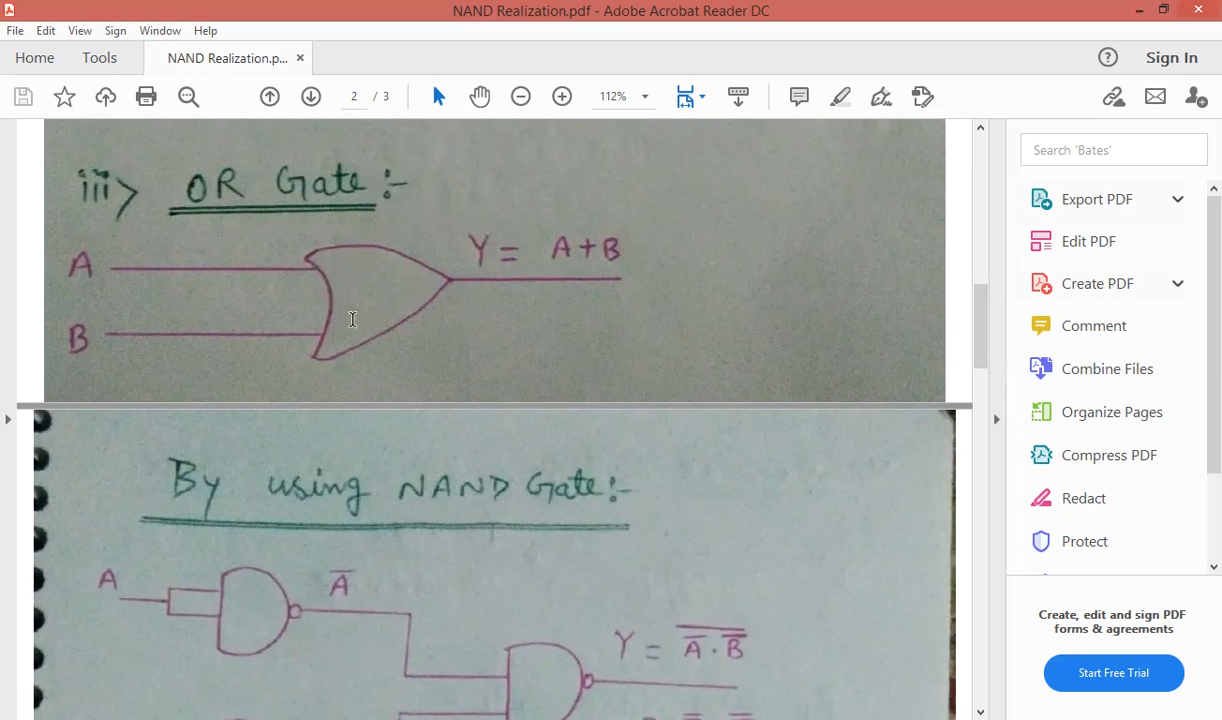 NAND Realization.pdf - Adobe Acrobat Reader DC
File Edit View Sign Window Help
Home Tools NAND Realization.p... × Sign In
2 / 3 112%
iii> OR Gate:-
A
Y = A+B
B
By using NAND Gate:-
A
A̅
Y = \overline{A̅ . B̅}
Search 'Bates'
Export PDF
Edit PDF
Create PDF
Comment
Combine Files
Organize Pages
Compress PDF
Redact
Protect
Create, edit and sign PDF
forms & agreements
Start Free Trial